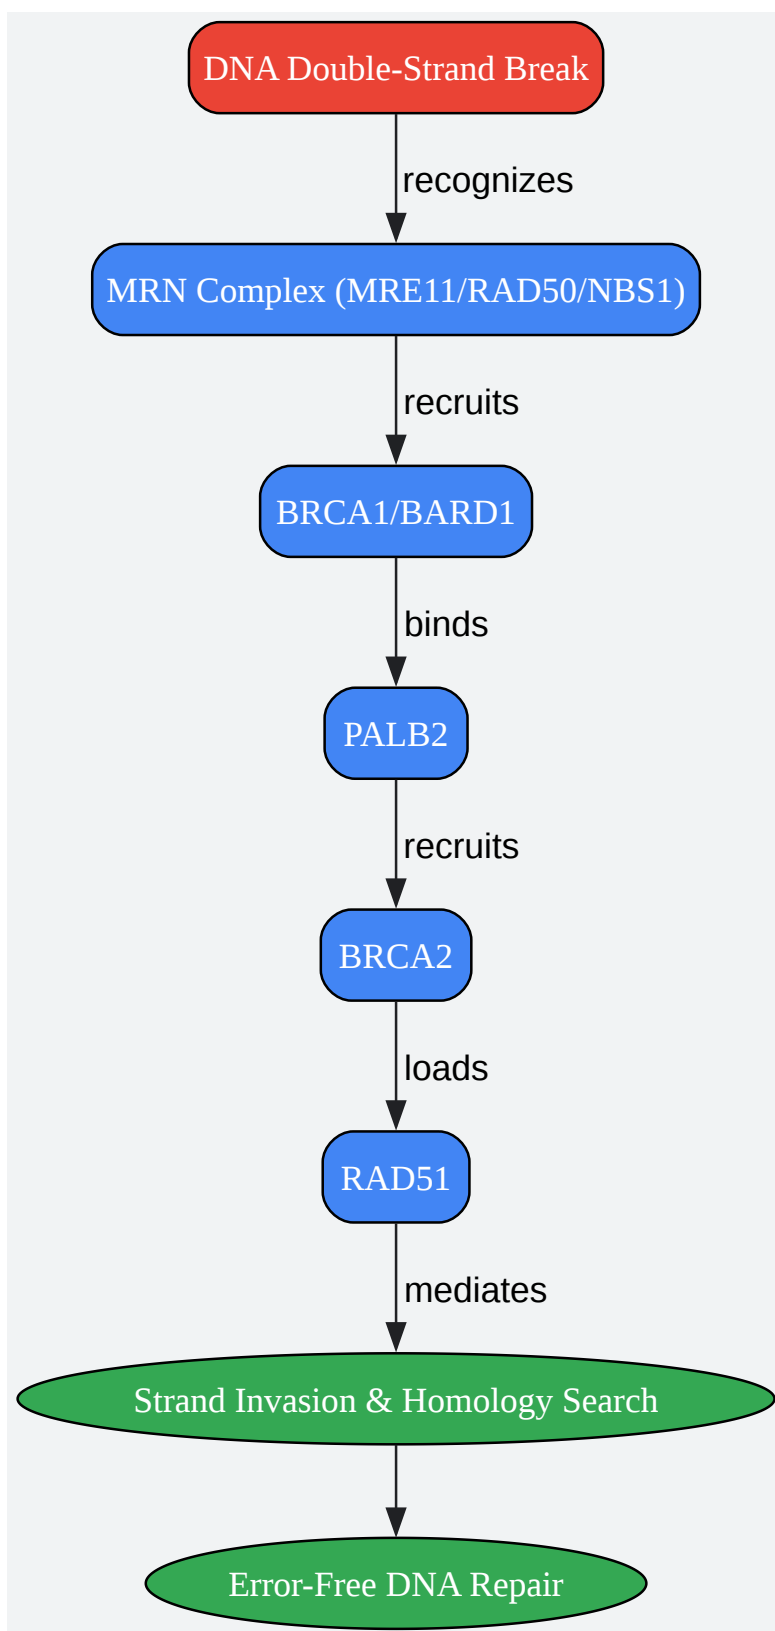 DNA Double-Strand Break
recognizes
MRN Complex (MRE11/RAD50/NBS1)
recruits
BRCA1/BARD1
binds
PALB2
recruits
BRCA2
loads
RAD51
mediates
Strand Invasion & Homology Search
Error-Free DNA Repair